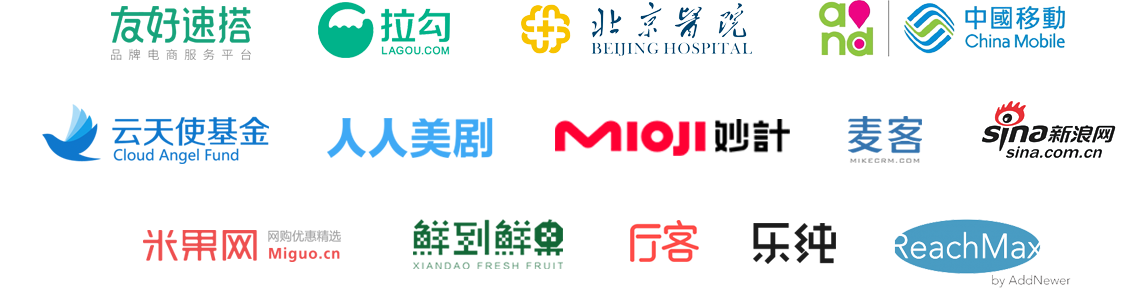 友好速搭
品牌电商服务平台
拉勾
LAGOU.COM
北京醫院
BEIJING HOSPITAL
and
中國移動
China Mobile
云天使基金
Cloud Angel Fund
人人美剧
MIOJI 妙計
麦客
MIKECRM.COM
sina新浪网
sina.com.cn
米果网
网购优惠精选
Miguo.cn
鲜到鲜果
XIANDAO FRESH FRUIT
厅客
乐纯
ReachMax
by AddNewer